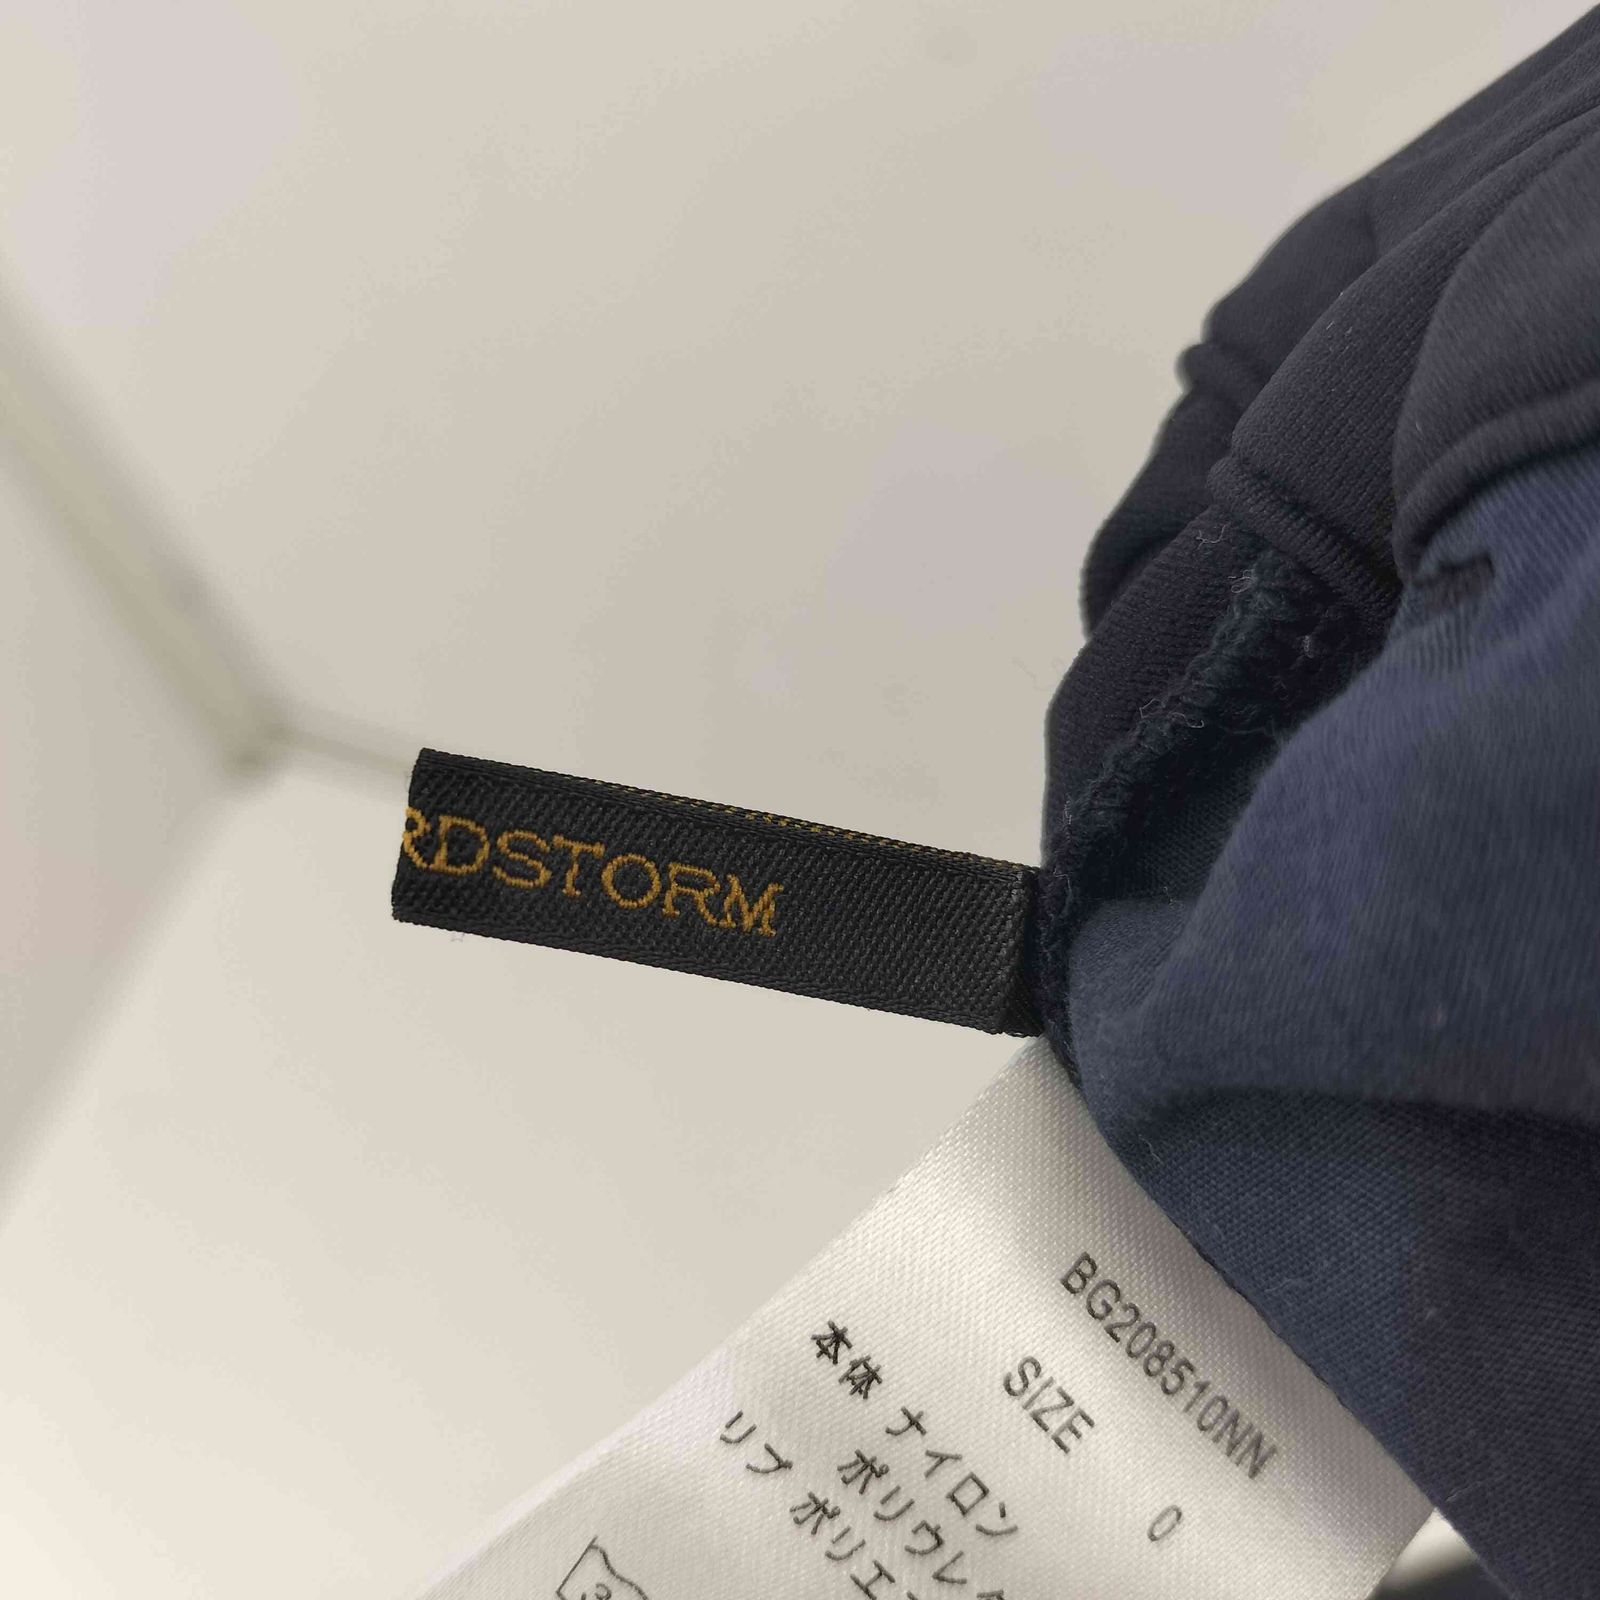 RDSTORM
BG208510NN
SIZE 0
本体 ナイロン
ポリウレ
リブ ポリエ
3